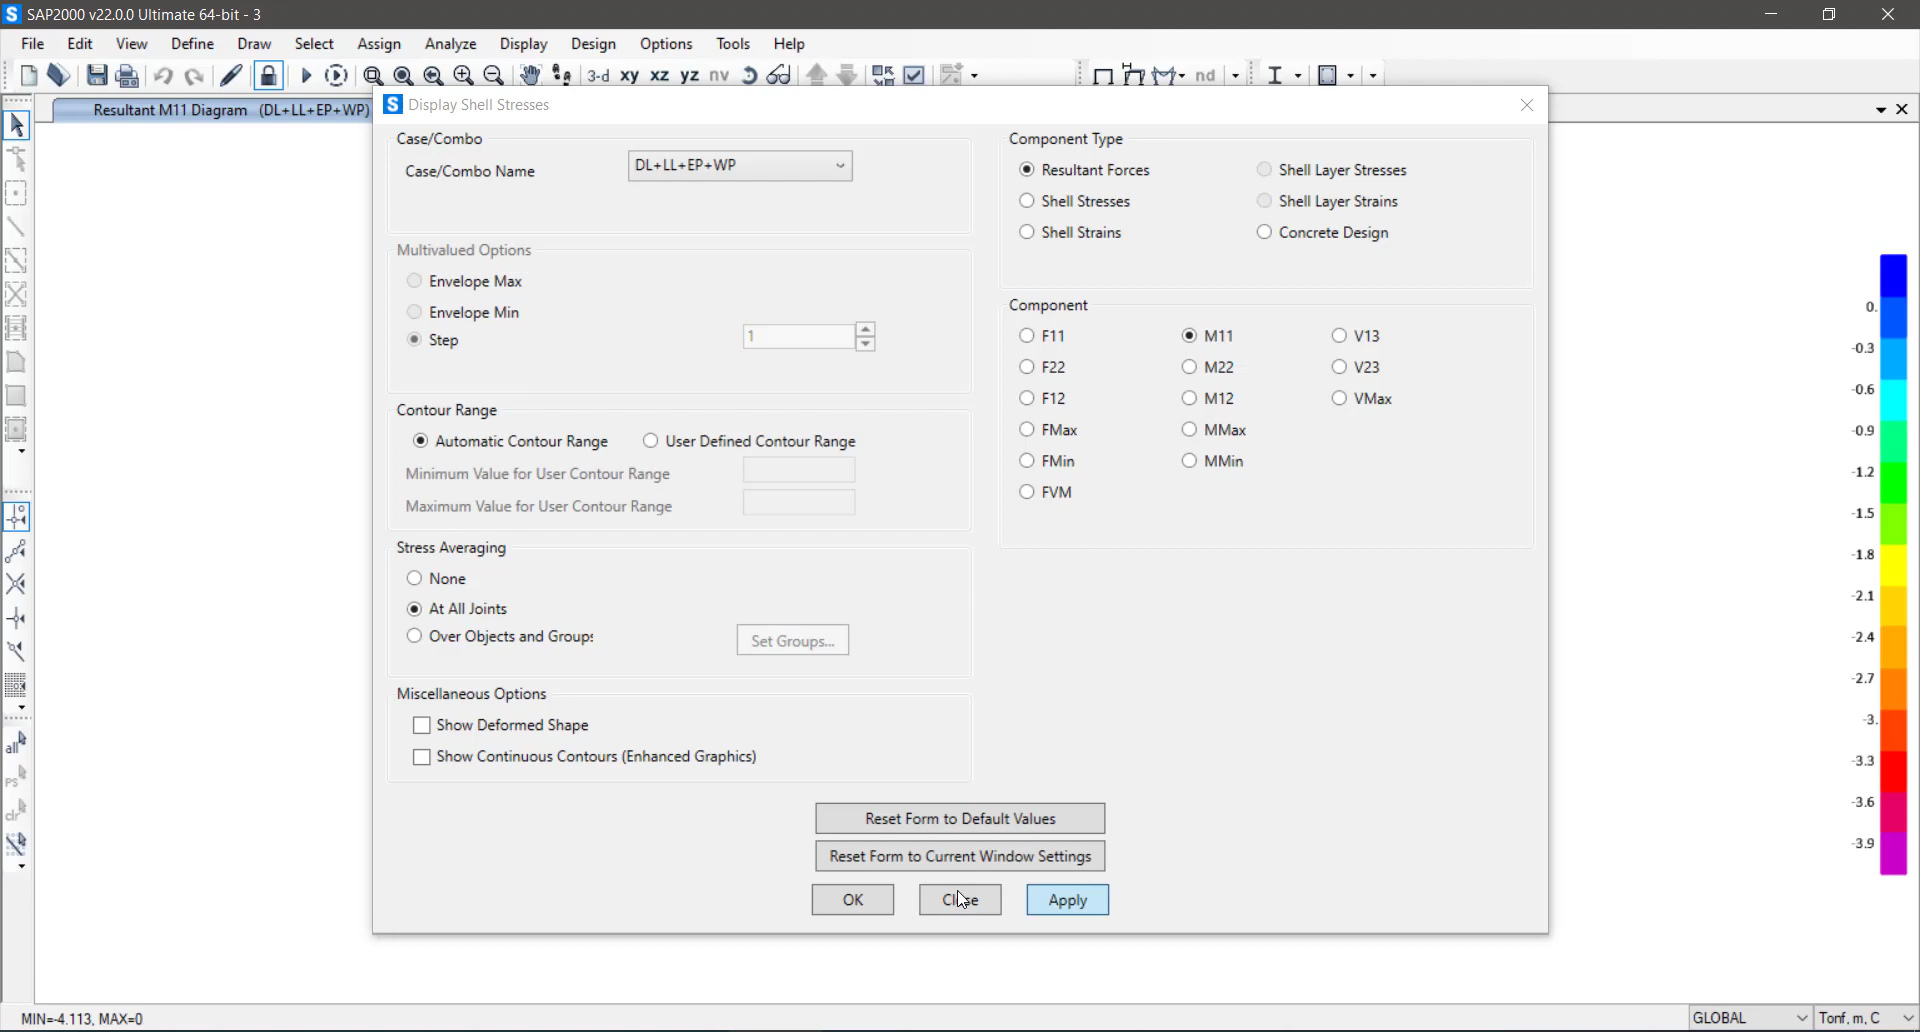 SAP2000 v22.0.0 Ultimate 64-bit - 3
File Edit View Define Draw Select Assign Analyze Display Design Options Tools Help
3-d xy xz yz nv nd
Resultant M11 Diagram (DL+LL+EP+WP)
Display Shell Stresses
Case/Combo
Case/Combo Name DL+LL+EP+WP
Multivalued Options
Envelope Max
Envelope Min
Step 1
Contour Range
Automatic Contour Range User Defined Contour Range
Minimum Value for User Contour Range
Maximum Value for User Contour Range
Stress Averaging
None
At All Joints
Over Objects and Groups
Set Groups...
Miscellaneous Options
Show Deformed Shape
Show Continuous Contours (Enhanced Graphics)
Component Type
Resultant Forces Shell Layer Stresses
Shell Stresses Shell Layer Strains
Shell Strains Concrete Design
Component
F11 M11 V13
F22 M22 V23
F12 M12 VMax
FMax MMax
FMin MMin
FVM
Reset Form to Default Values
Reset Form to Current Window Settings
OK Close Apply
0.
-0.3
-0.6
-0.9
-1.2
-1.5
-1.8
-2.1
-2.4
-2.7
-3.
-3.3
-3.6
-3.9
all
ps
clr
MIN=-4.113, MAX=0
GLOBAL Tonf, m, C